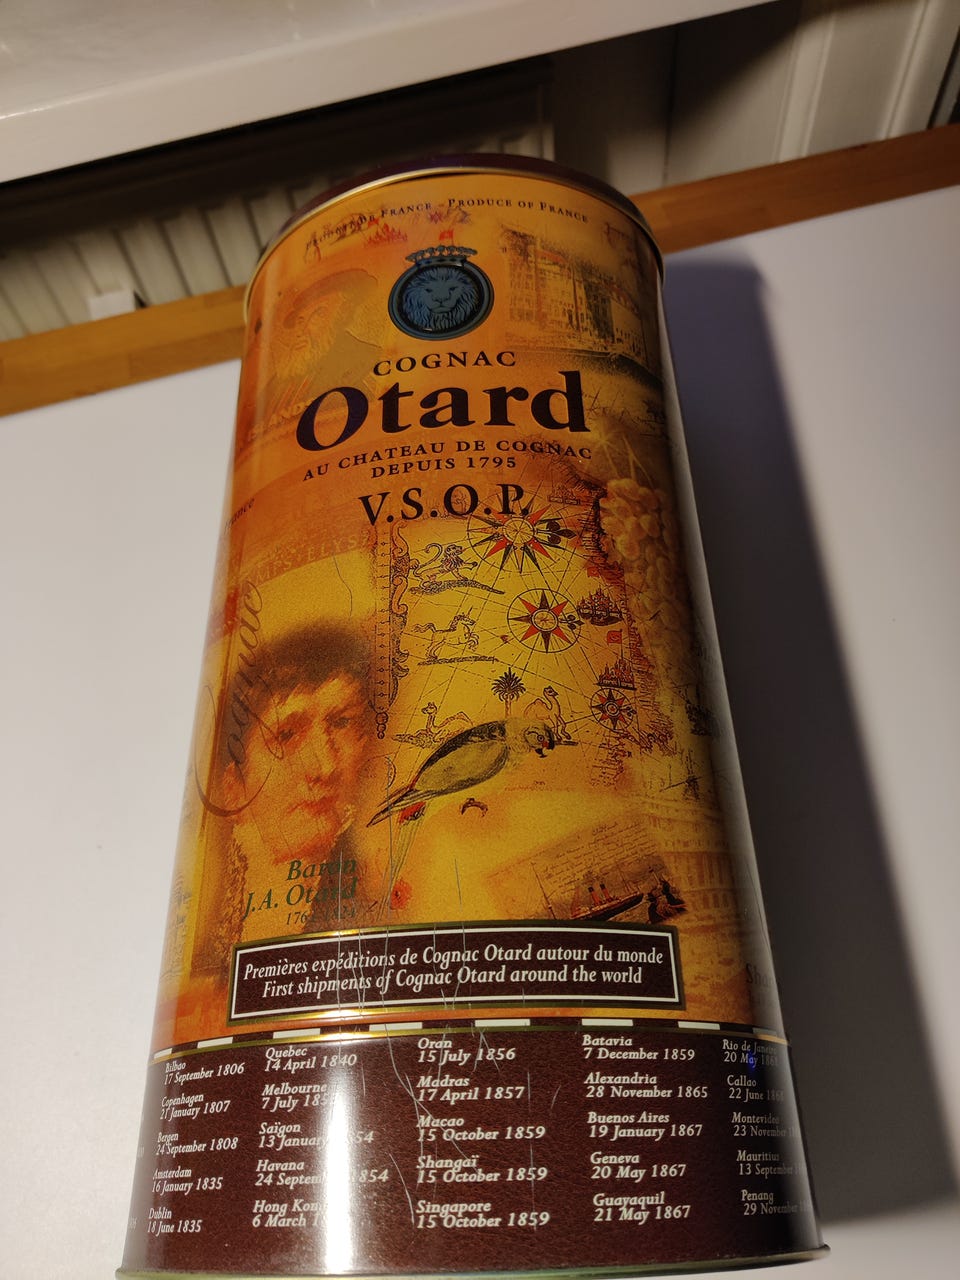 PRODUIT DE FRANCE - PRODUCE OF FRANCE
COGNAC
Otard
AU CHATEAU DE COGNAC
DEPUIS 1795
V.S.O.P.
Cognac
Baron
J.A. Otard
Premières expéditions de Cognac Otard autour du monde
First shipments of Cognac Otard around the world
Bilbao
17 September 1806
Copenhagen
21 January 1807
Bergen
24 September 1808
Amsterdam
16 January 1835
Dublin
18 June 1835
Quebec
14 April 1840
Melbourne
7 July
Saïgon
13 January
Havana
24 1854
Hong Kong
6 March
Oran
15 July 1856
Madras
17 April 1857
Macao
15 October 1859
Shangaï
15 October 1859
Singapore
15 October 1859
Batavia
7 December 1859
Alexandria
28 November 1865
Buenos Aires
19 January 1867
Geneva
20 May 1867
Guayaquil
21 May 1867
Rio de Janeiro
20 May
Callao
22 June
Montevideo
23 November
Mauritius
13
Penang
29